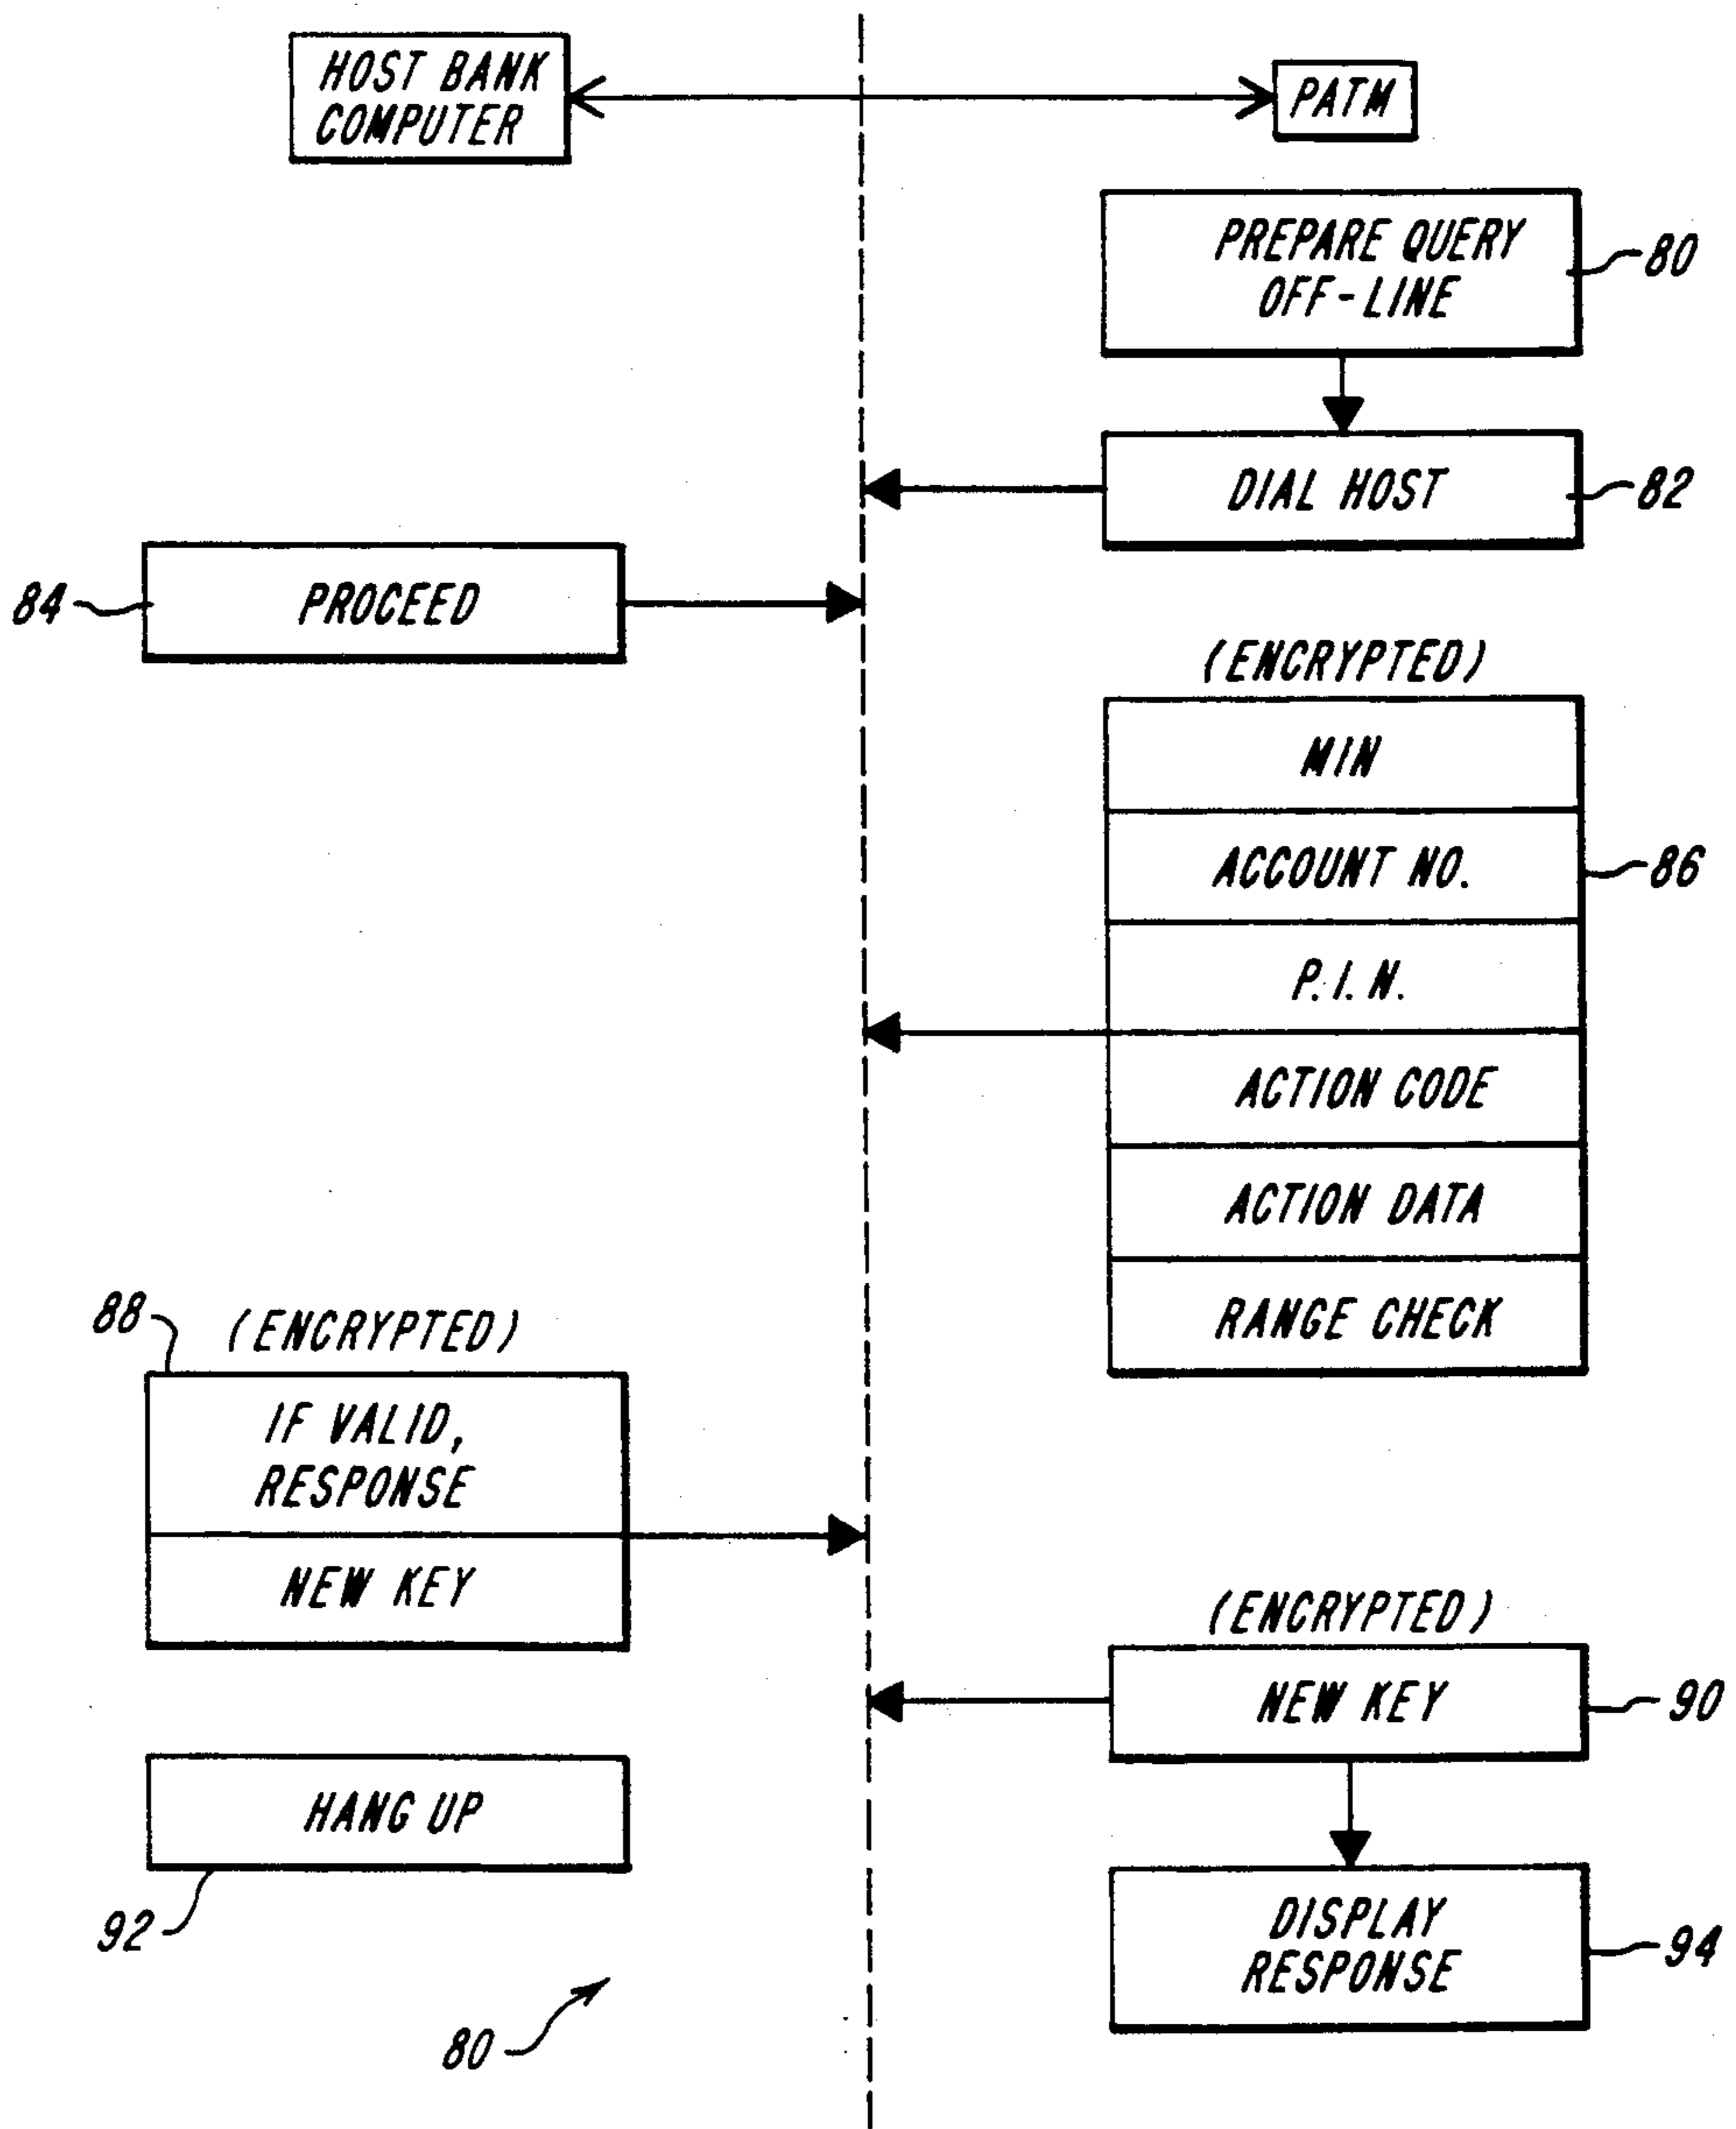 HOST BANK
COMPUTER
PATM
PREPARE QUERY
OFF-LINE
80
DIAL HOST
82
84
PROCEED
(ENCRYPTED)
MIN
ACCOUNT NO.
86
P.I.N.
ACTION CODE
ACTION DATA
RANGE CHECK
88
(ENCRYPTED)
IF VALID,
RESPONSE
NEW KEY
(ENCRYPTED)
NEW KEY
90
HANG UP
92
DISPLAY
RESPONSE
94
80